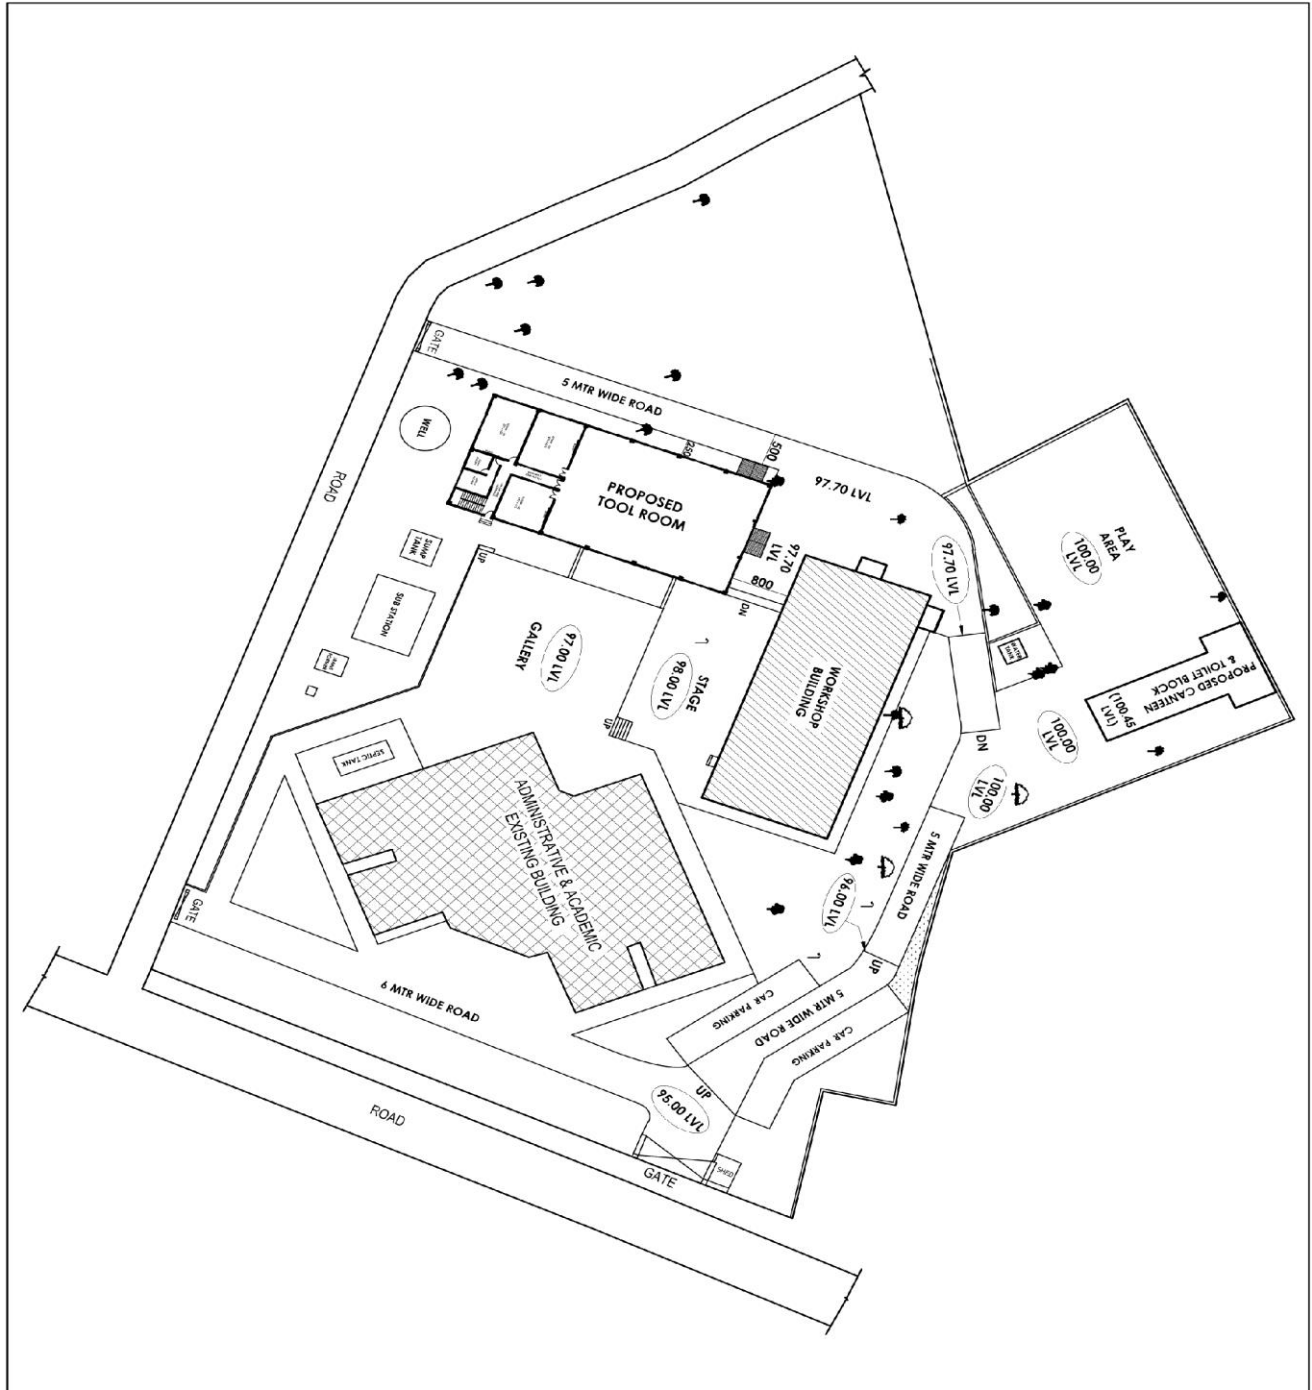 GATE
5 MTR WIDE ROAD
WELL
250
500
97.70 LVL
ROAD
PROPOSED
TOOL ROOM
SUMP
TANK
UP
97.70
LVL
800
DN
97.70 LVL
PLAY
AREA
100.00
LVL
SUB STATION
GALLERY
97.00 LVL
STAGE
98.00 LVL
UP
WORKSHOP
BUILDING
WATER
TANK
PROPOSED CANTEEN
& TOILET BLOCK
(100.45
LVL)
100.00
LVL
DN
100.00
LVL
SEPTIC TANK
ADMINISTRATIVE & ACADEMIC
EXISTING BUILDING
5 MTR WIDE ROAD
96.00 LVL
UP
GATE
6 MTR WIDE ROAD
CAR PARKING
5 MTR WIDE ROAD
CAR PARKING
UP
95.00 LVL
ROAD
GATE
SHED